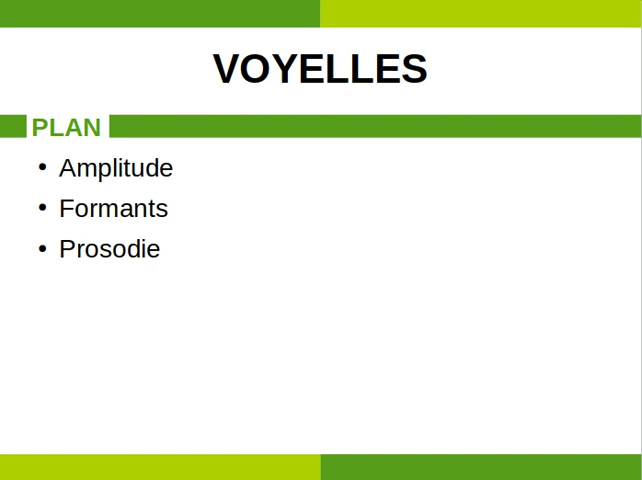 VOYELLES
PLAN
• Amplitude
• Formants
• Prosodie